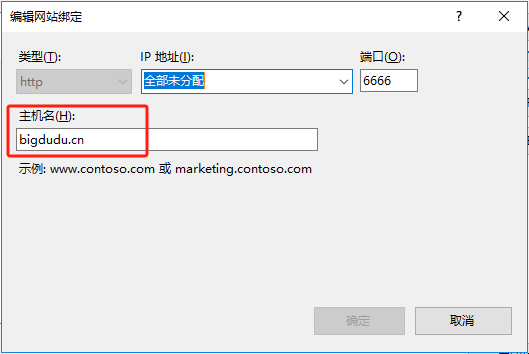 编辑网站绑定
类型(T): IP 地址(I): 端口(O):
http 全部未分配 6666
主机名(H):
bigdudu.cn
示例: www.contoso.com 或 marketing.contoso.com
确定 取消